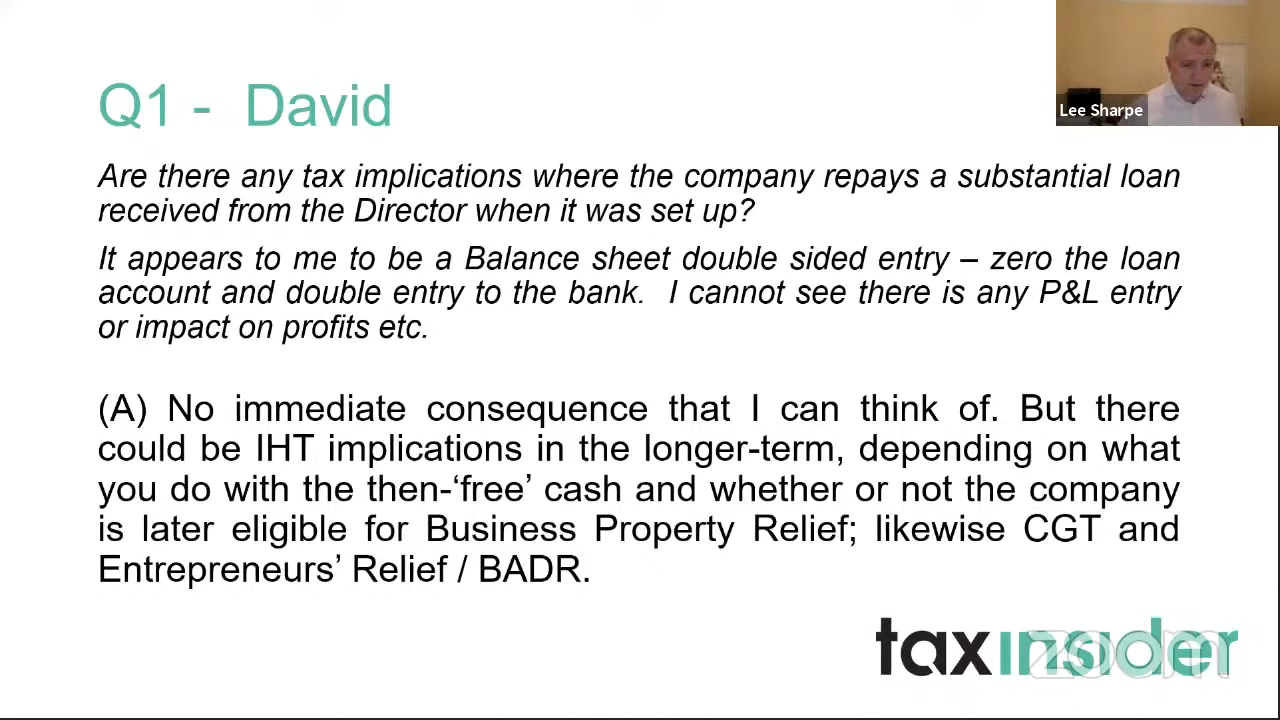 Q1 - David
Lee Sharpe
Are there any tax implications where the company repays a substantial loan
received from the Director when it was set up?
It appears to me to be a Balance sheet double sided entry – zero the loan
account and double entry to the bank. I cannot see there is any P&L entry
or impact on profits etc.
(A) No immediate consequence that I can think of. But there
could be IHT implications in the longer-term, depending on what
you do with the then-‘free’ cash and whether or not the company
is later eligible for Business Property Relief; likewise CGT and
Entrepreneurs’ Relief / BADR.
taxinsider
zoom